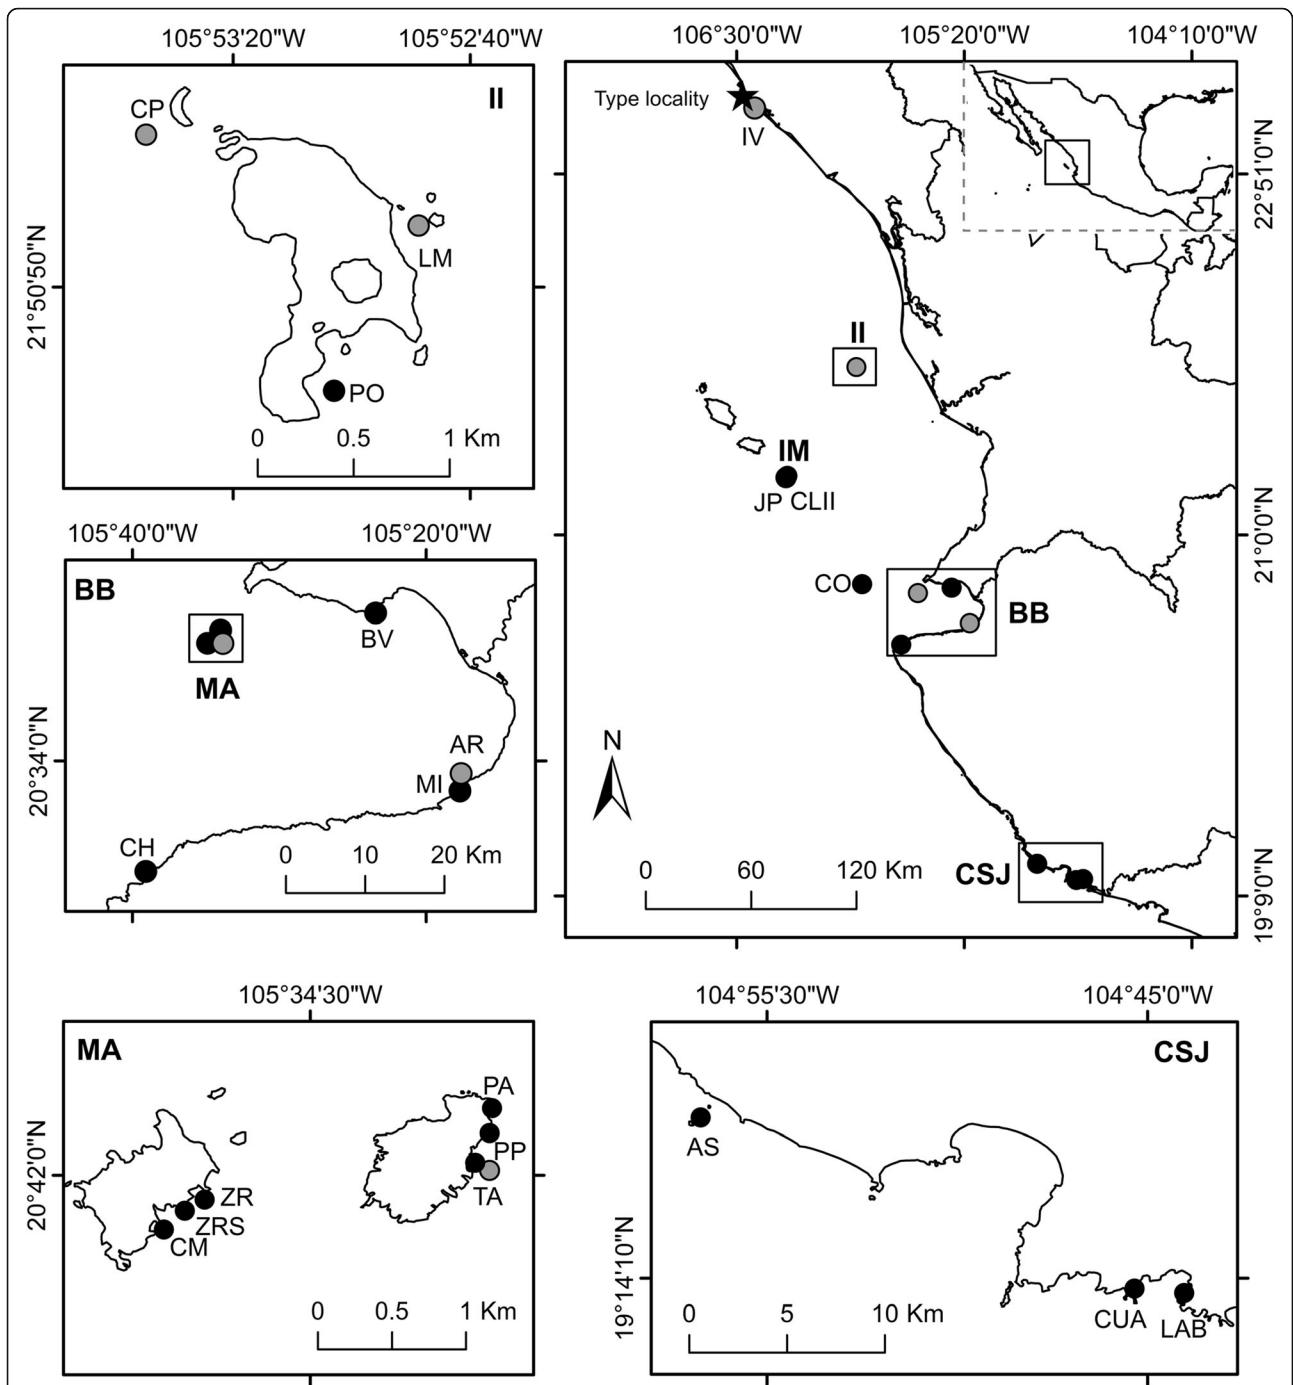 105°53'20"W
105°52'40"W
II
CP
LM
PO
21°50'50"N
0 0.5 1 Km
106°30'0"W
105°20'0"W
104°10'0"W
Type locality
IV
II
IM
JP CLII
CO
BB
N
0 60 120 Km
CSJ
22°51'0"N
21°0'0"N
19°9'0"N
105°40'0"W
105°20'0"W
BB
BV
MA
AR
MI
CH
20°34'0"N
0 10 20 Km
105°34'30"W
MA
PA
PP
TA
ZR
ZRS
CM
20°42'0"N
0 0.5 1 Km
104°55'30"W
104°45'0"W
CSJ
AS
CUA
LAB
19°14'10"N
0 5 10 Km